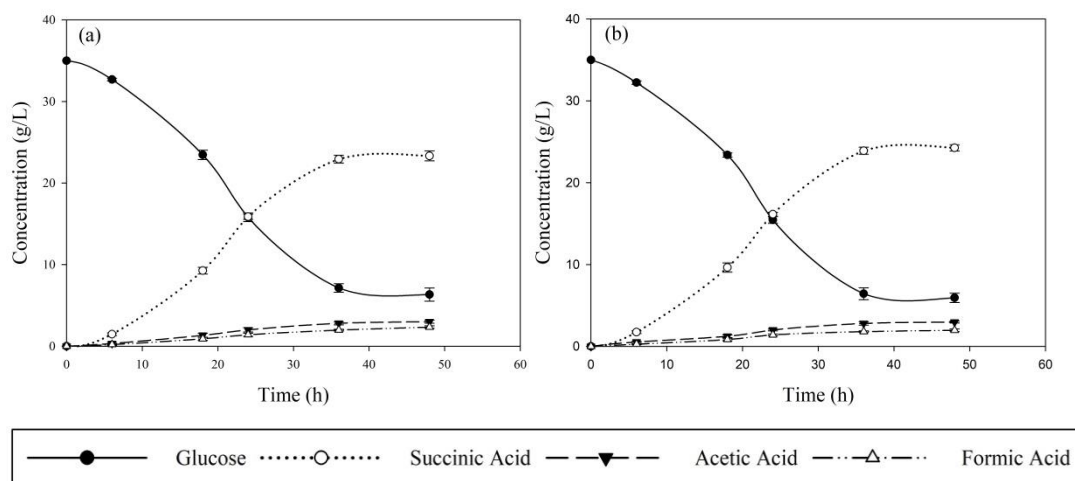 (a)
(b)
Concentration (g/L)
40
30
20
10
0
0 10 20 30 40 50 60
Time (h)
Concentration (g/L)
40
30
20
10
0
0 10 20 30 40 50 60
Time (h)
Glucose Succinic Acid Acetic Acid Formic Acid